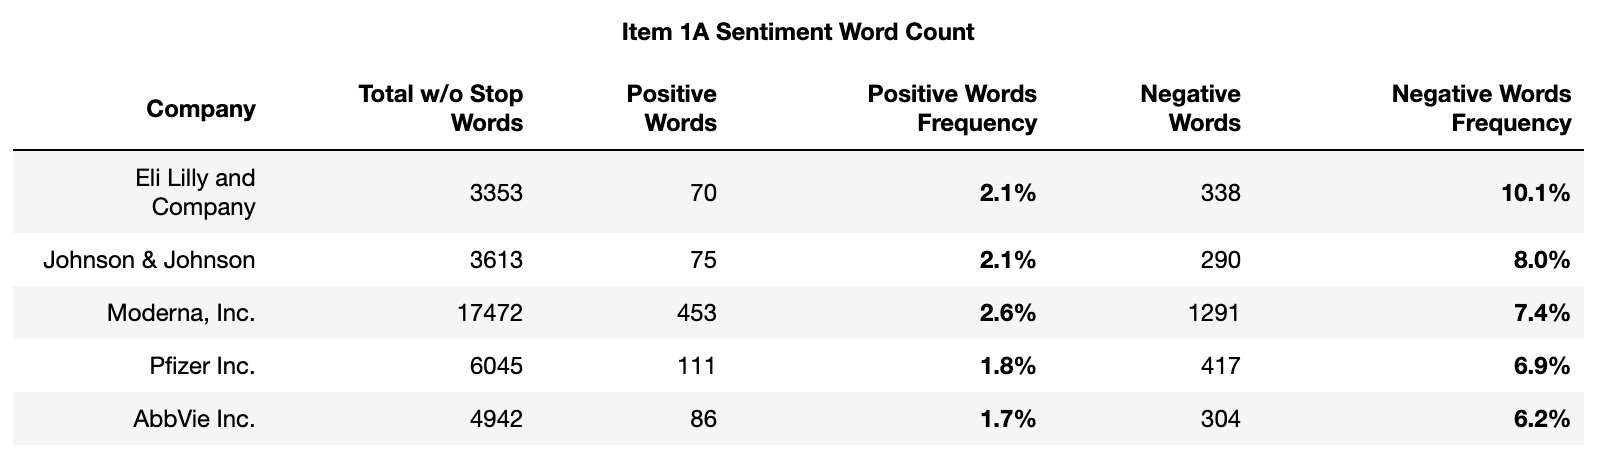 Item 1A Sentiment Word Count
Company Total w/o Stop Words Positive Words Positive Words Frequency Negative Words Negative Words Frequency
Eli Lilly and Company 3353 70 2.1% 338 10.1%
Johnson & Johnson 3613 75 2.1% 290 8.0%
Moderna, Inc. 17472 453 2.6% 1291 7.4%
Pfizer Inc. 6045 111 1.8% 417 6.9%
AbbVie Inc. 4942 86 1.7% 304 6.2%